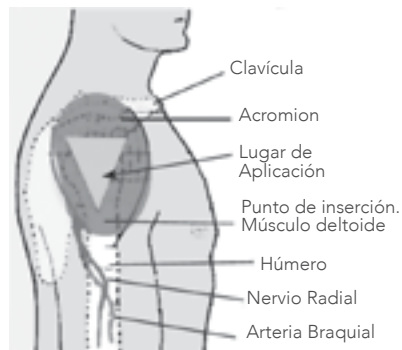 Clavícula
Acromion
Lugar de
Aplicación
Punto de inserción.
Músculo deltoide
Húmero
Nervio Radial
Arteria Braquial